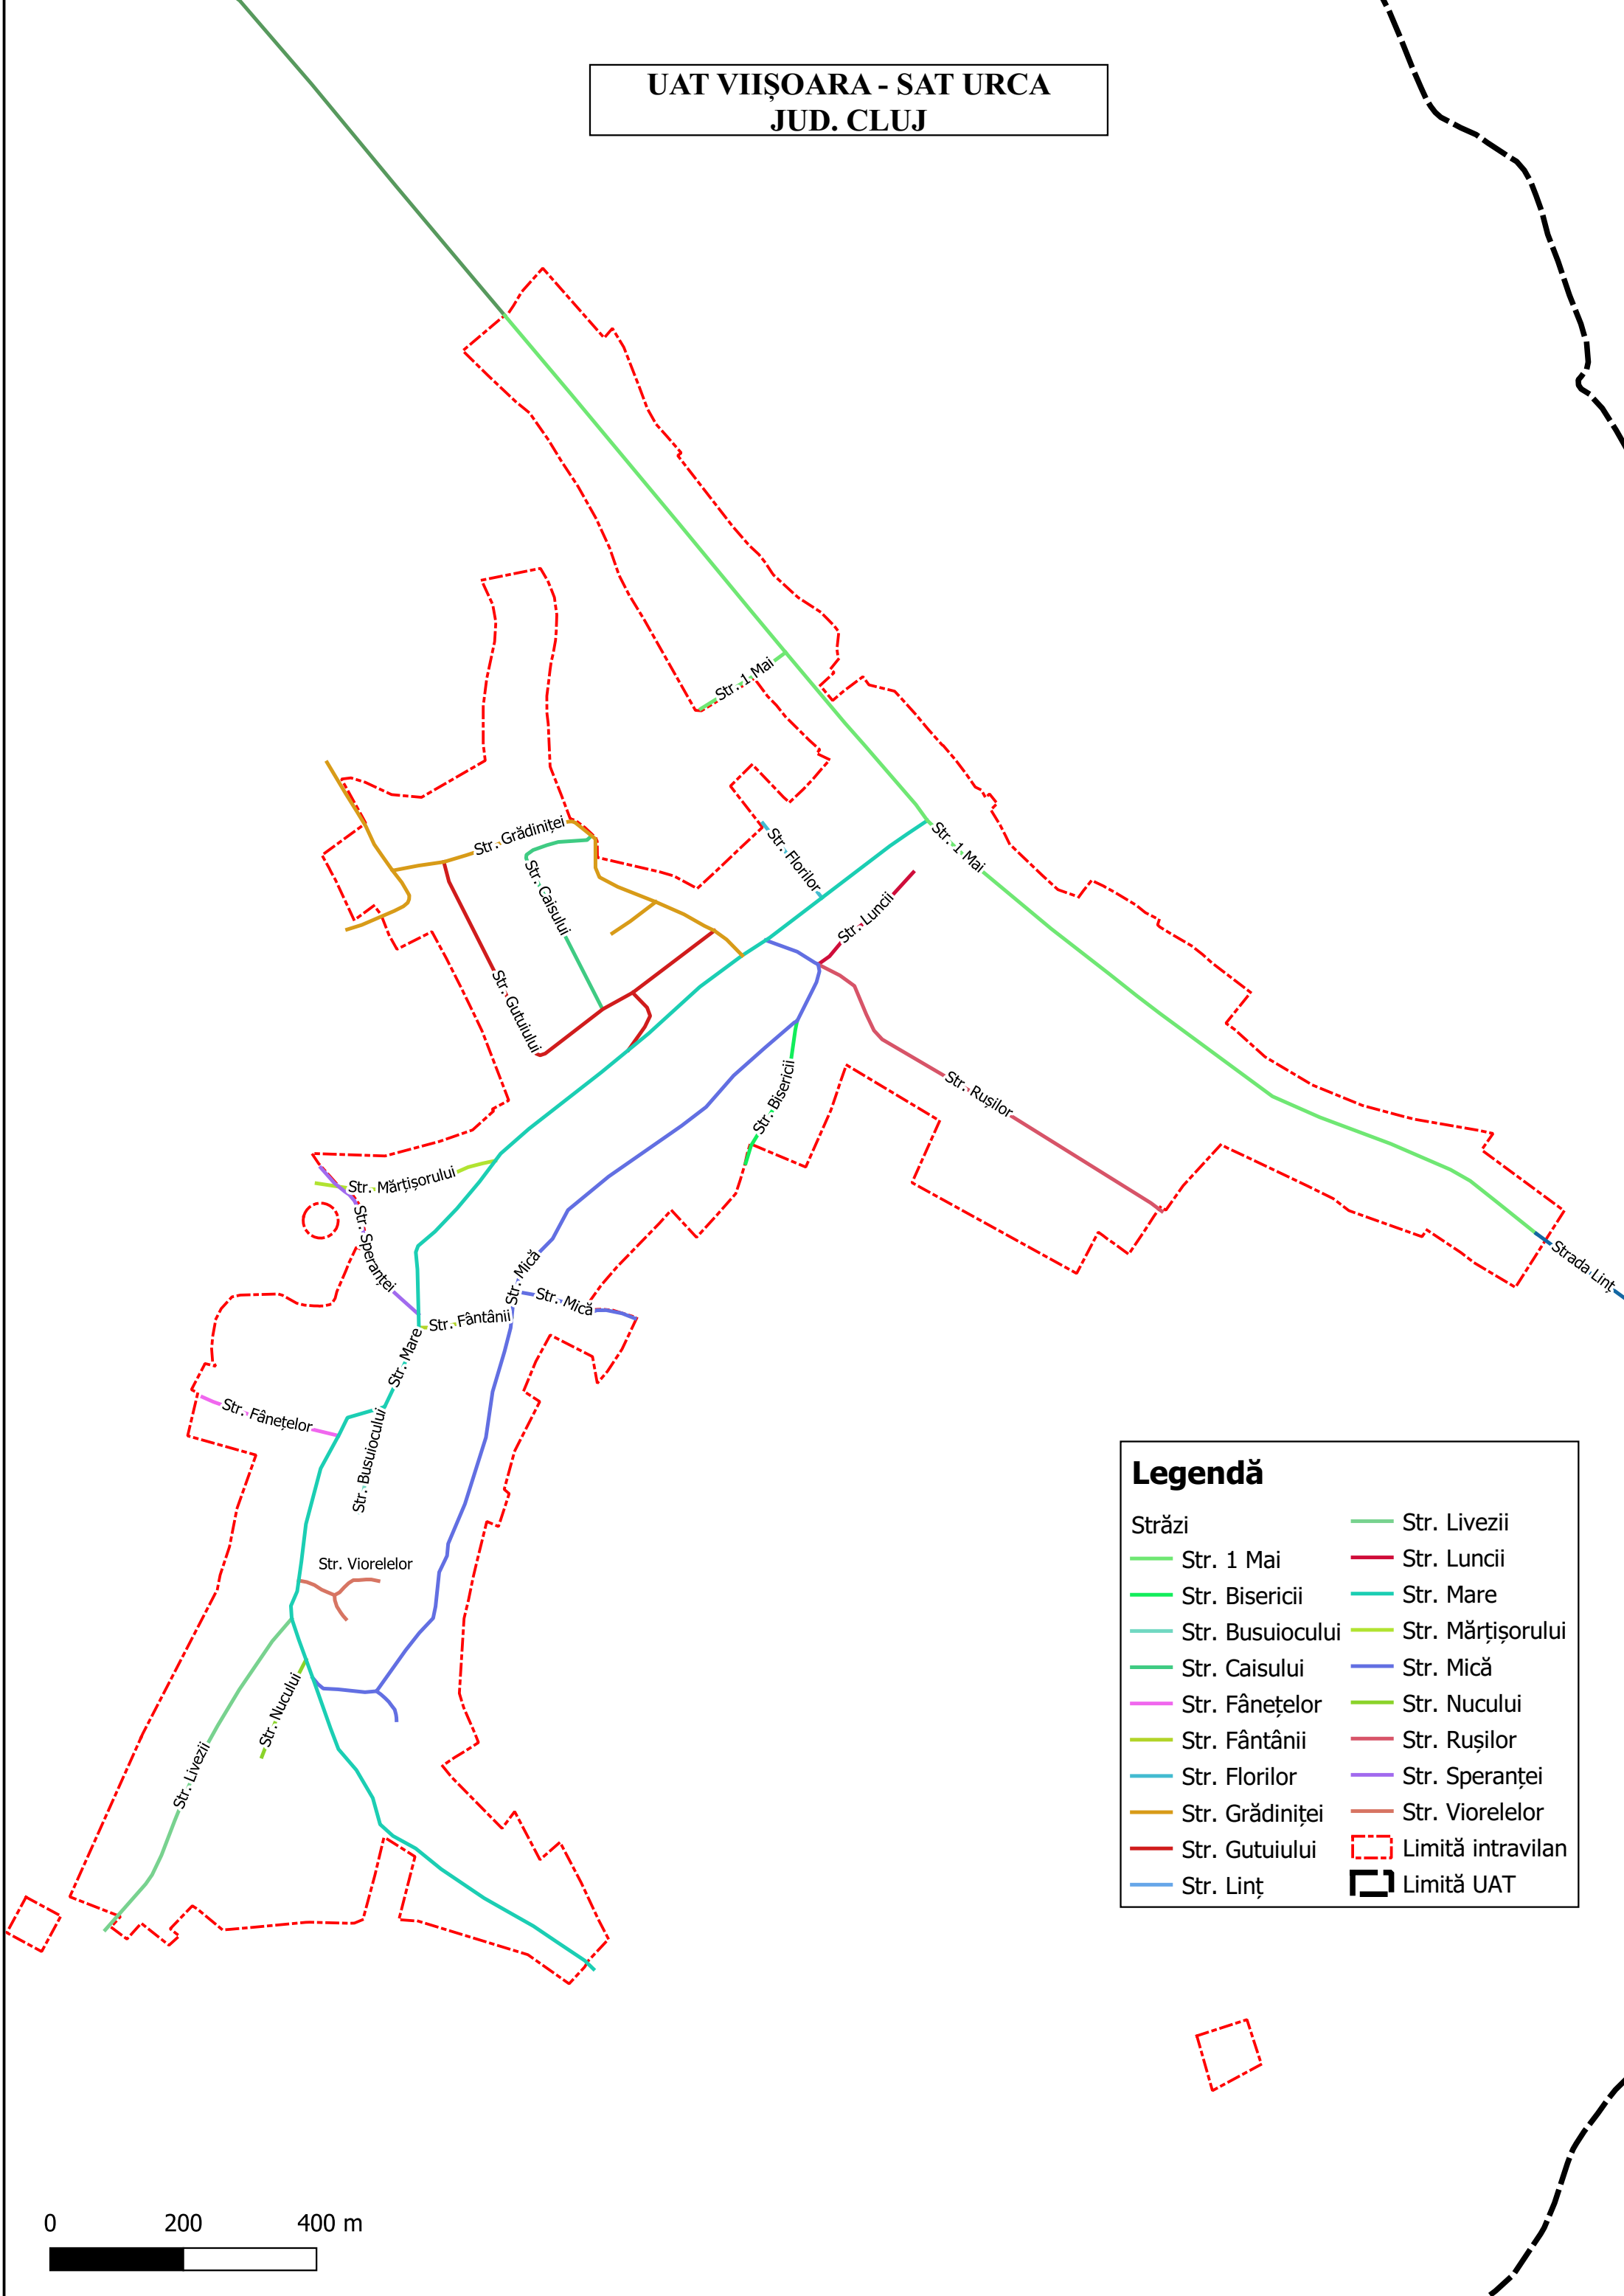 UAT VIIȘOARA - SAT URCA
JUD. CLUJ
Str. 1 Mai
Str. Grădiniței
Str. Florilor
Str. 1 Mai
Str. Caisului
Str. Luncii
Str. Gutuiului
Str. Bisericii
Str. Rușilor
Str. Mărțișorului
Str. Speranței
Str. Mică
Str. Mică
Strada Linț
Str. Fântânii
Str. Mare
Str. Fânețelor
Str. Busuiocului
Str. Viorelelor
Str. Nucului
Str. Livezii
Legendă
Străzi
Str. 1 Mai
Str. Bisericii
Str. Busuiocului
Str. Caisului
Str. Fânețelor
Str. Fântânii
Str. Florilor
Str. Grădiniței
Str. Gutuiului
Str. Linț
Str. Livezii
Str. Luncii
Str. Mare
Str. Mărțișorului
Str. Mică
Str. Nucului
Str. Rușilor
Str. Speranței
Str. Viorelelor
Limită intravilan
Limită UAT
0 200 400 m